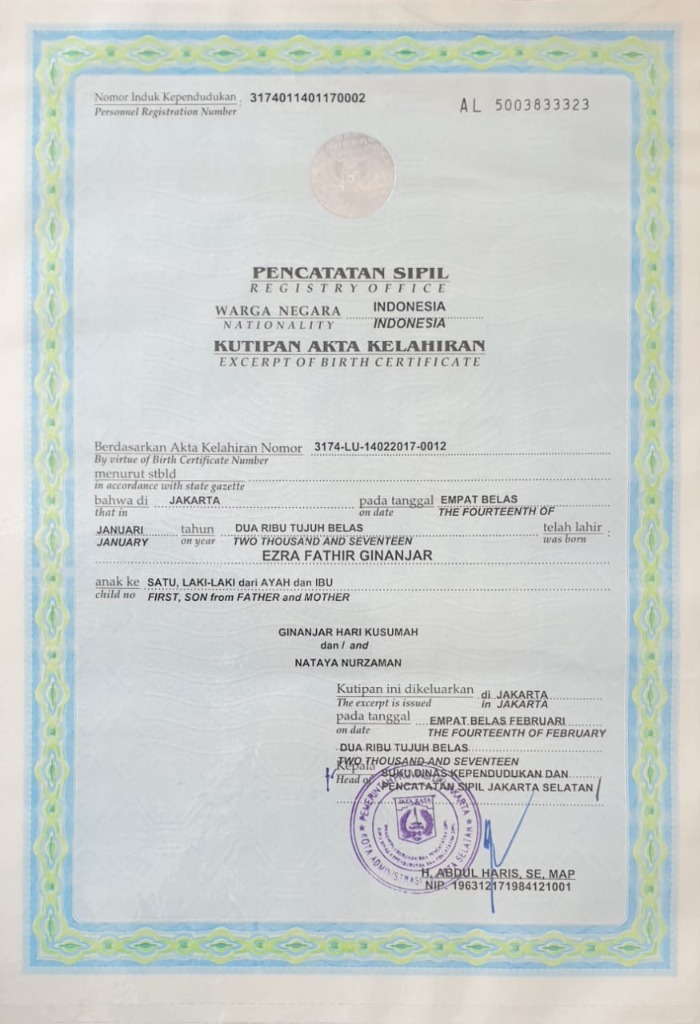 Nomor Induk Kependudukan : 3174011401170002
Personnel Registration Number
AL 5003833323
PENCATATAN SIPIL
REGISTRY OFFICE
WARGA NEGARA INDONESIA
NATIONALITY INDONESIA
KUTIPAN AKTA KELAHIRAN
EXCERPT OF BIRTH CERTIFICATE
Berdasarkan Akta Kelahiran Nomor 3174-LU-14022017-0012
By virtue of Birth Certificate Number
menurut stbld
in accordance with state gazette
bahwa di JAKARTA pada tanggal EMPAT BELAS
that in on date THE FOURTEENTH OF
JANUARI tahun DUA RIBU TUJUH BELAS telah lahir :
JANUARY on year TWO THOUSAND AND SEVENTEEN was born
EZRA FATHIR GINANJAR
anak ke SATU, LAKI-LAKI dari AYAH dan IBU
child no FIRST, SON from FATHER and MOTHER
GINANJAR HARI KUSUMAH
dan / and
NATAYA NURZAMAN
Kutipan ini dikeluarkan di JAKARTA
The excerpt is issued in JAKARTA
pada tanggal EMPAT BELAS FEBRUARI
on date THE FOURTEENTH OF FEBRUARY
DUA RIBU TUJUH BELAS
TWO THOUSAND AND SEVENTEEN
Kepala SUKU DINAS KEPENDUDUKAN DAN
Head of PENCATATAN SIPIL JAKARTA SELATAN
JAYA RAYA
H. ABDUL HARIS, SE, MAP
NIP. 196312171984121001